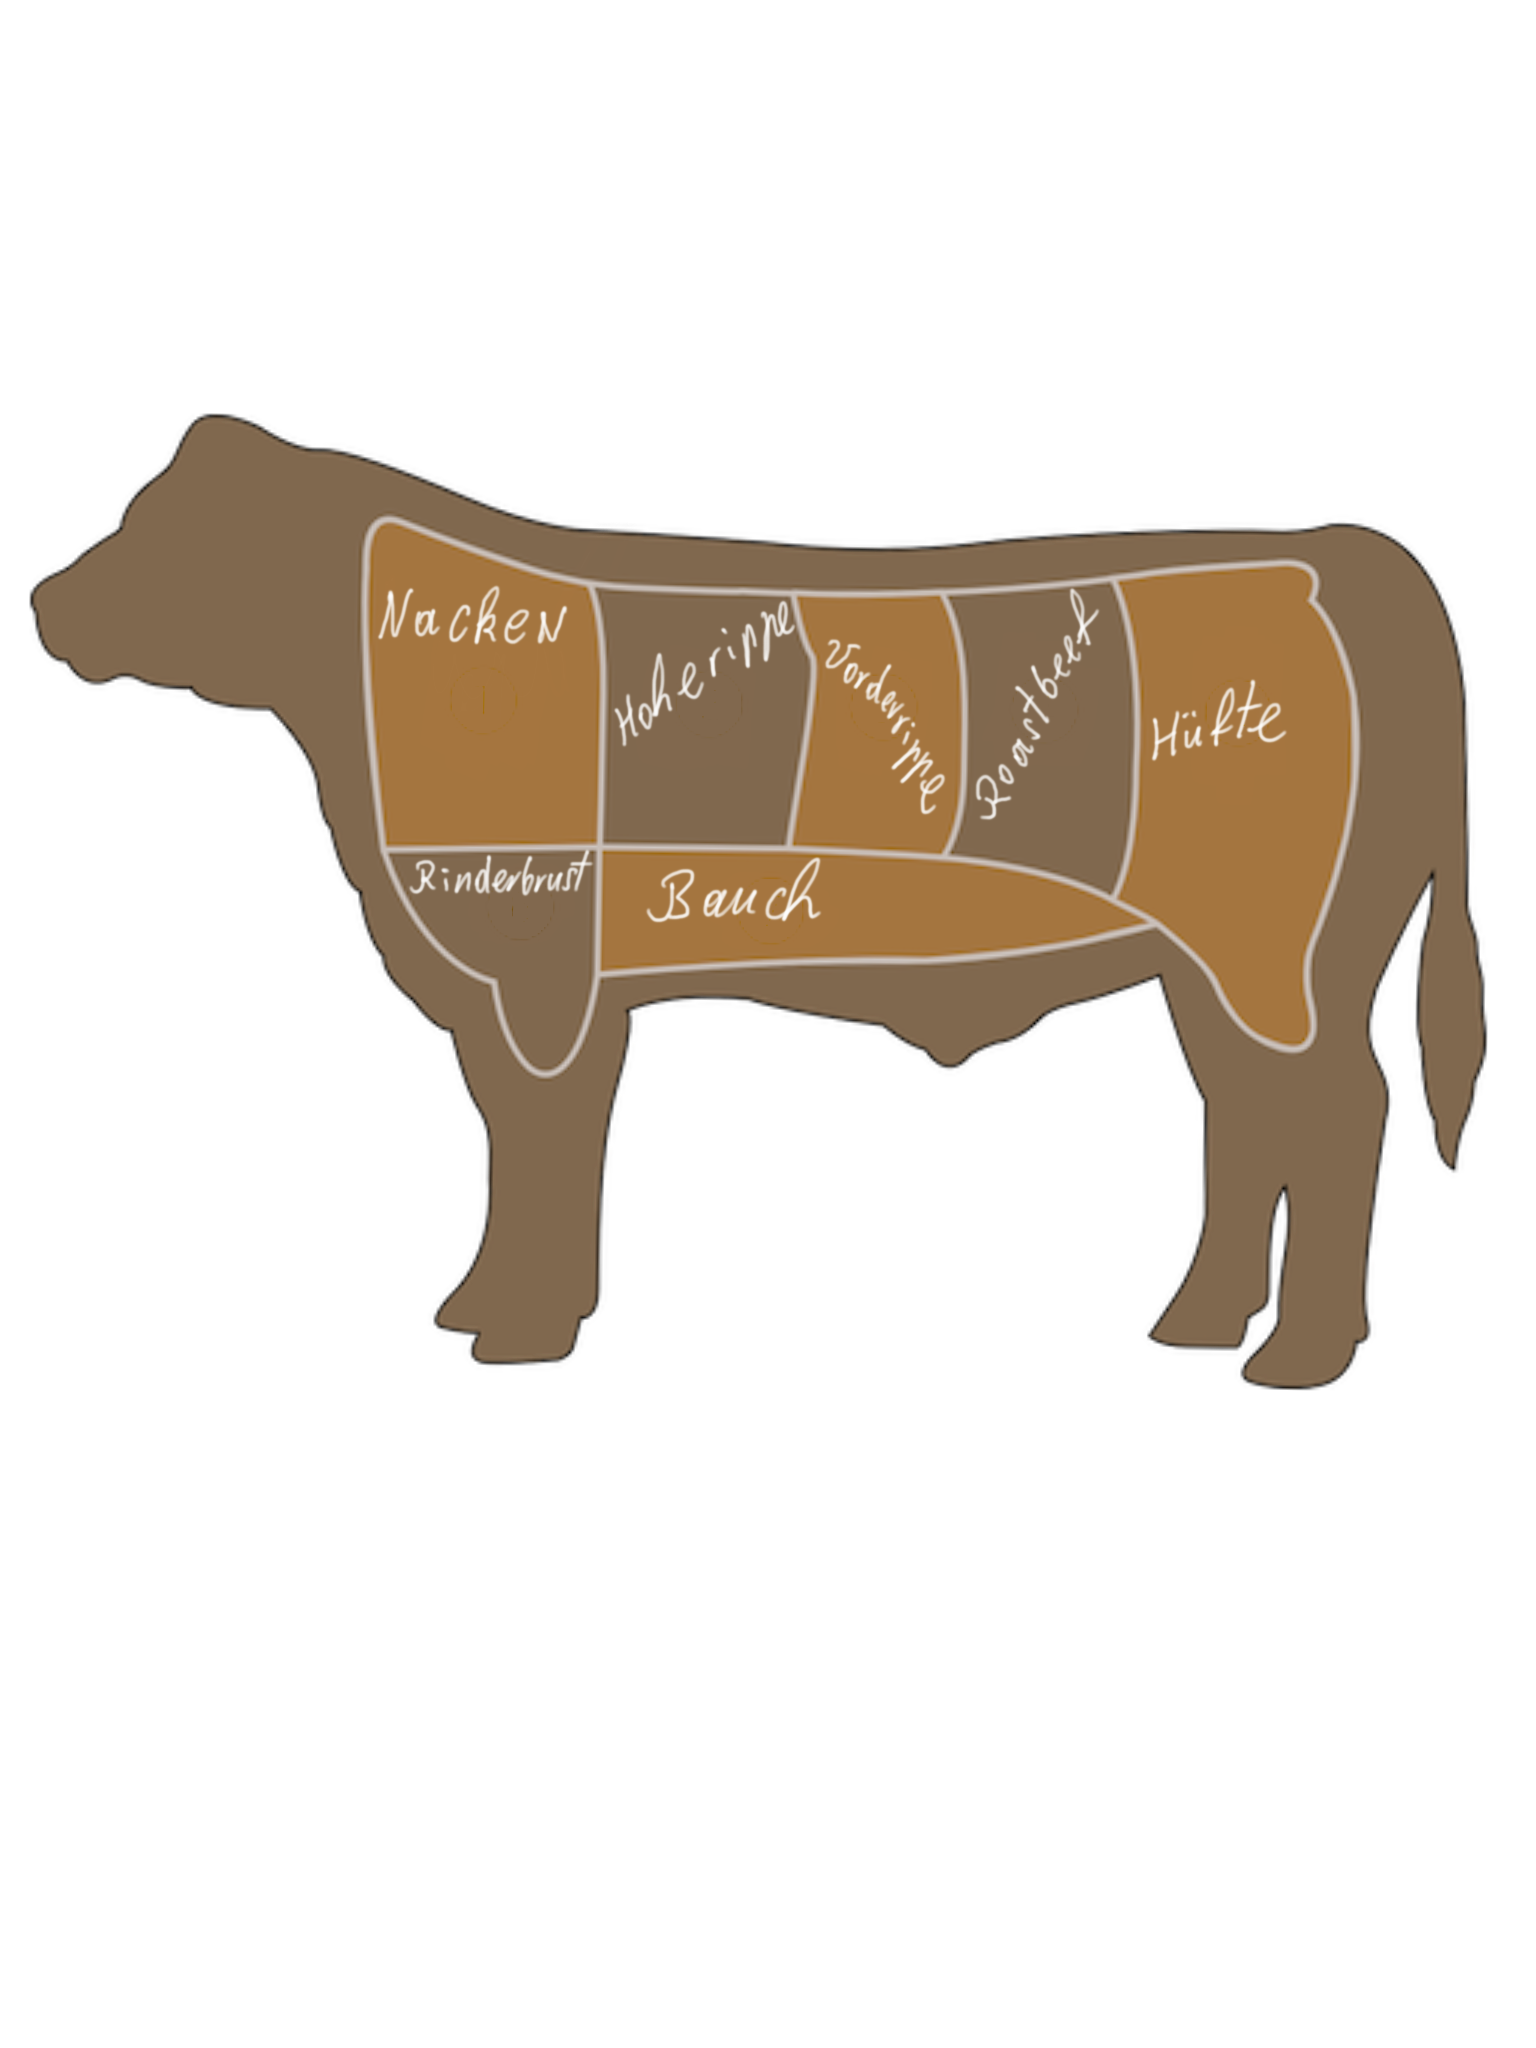 Nacken
Hoherippe
Vorderrippe
Roastbeef
Hüfte
Rinderbrust
Bauch